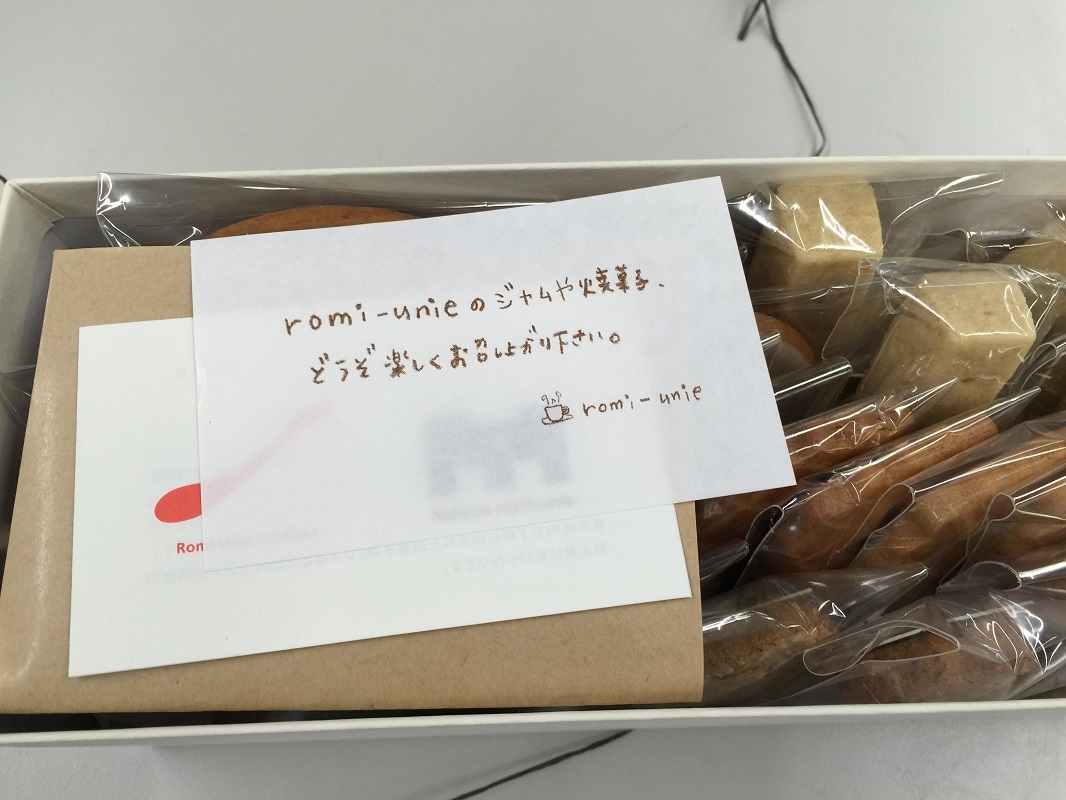 romi-unieのジャムや焼菓子、
どうぞ楽しくお召し上がり下さい。
romi-unie
Rom